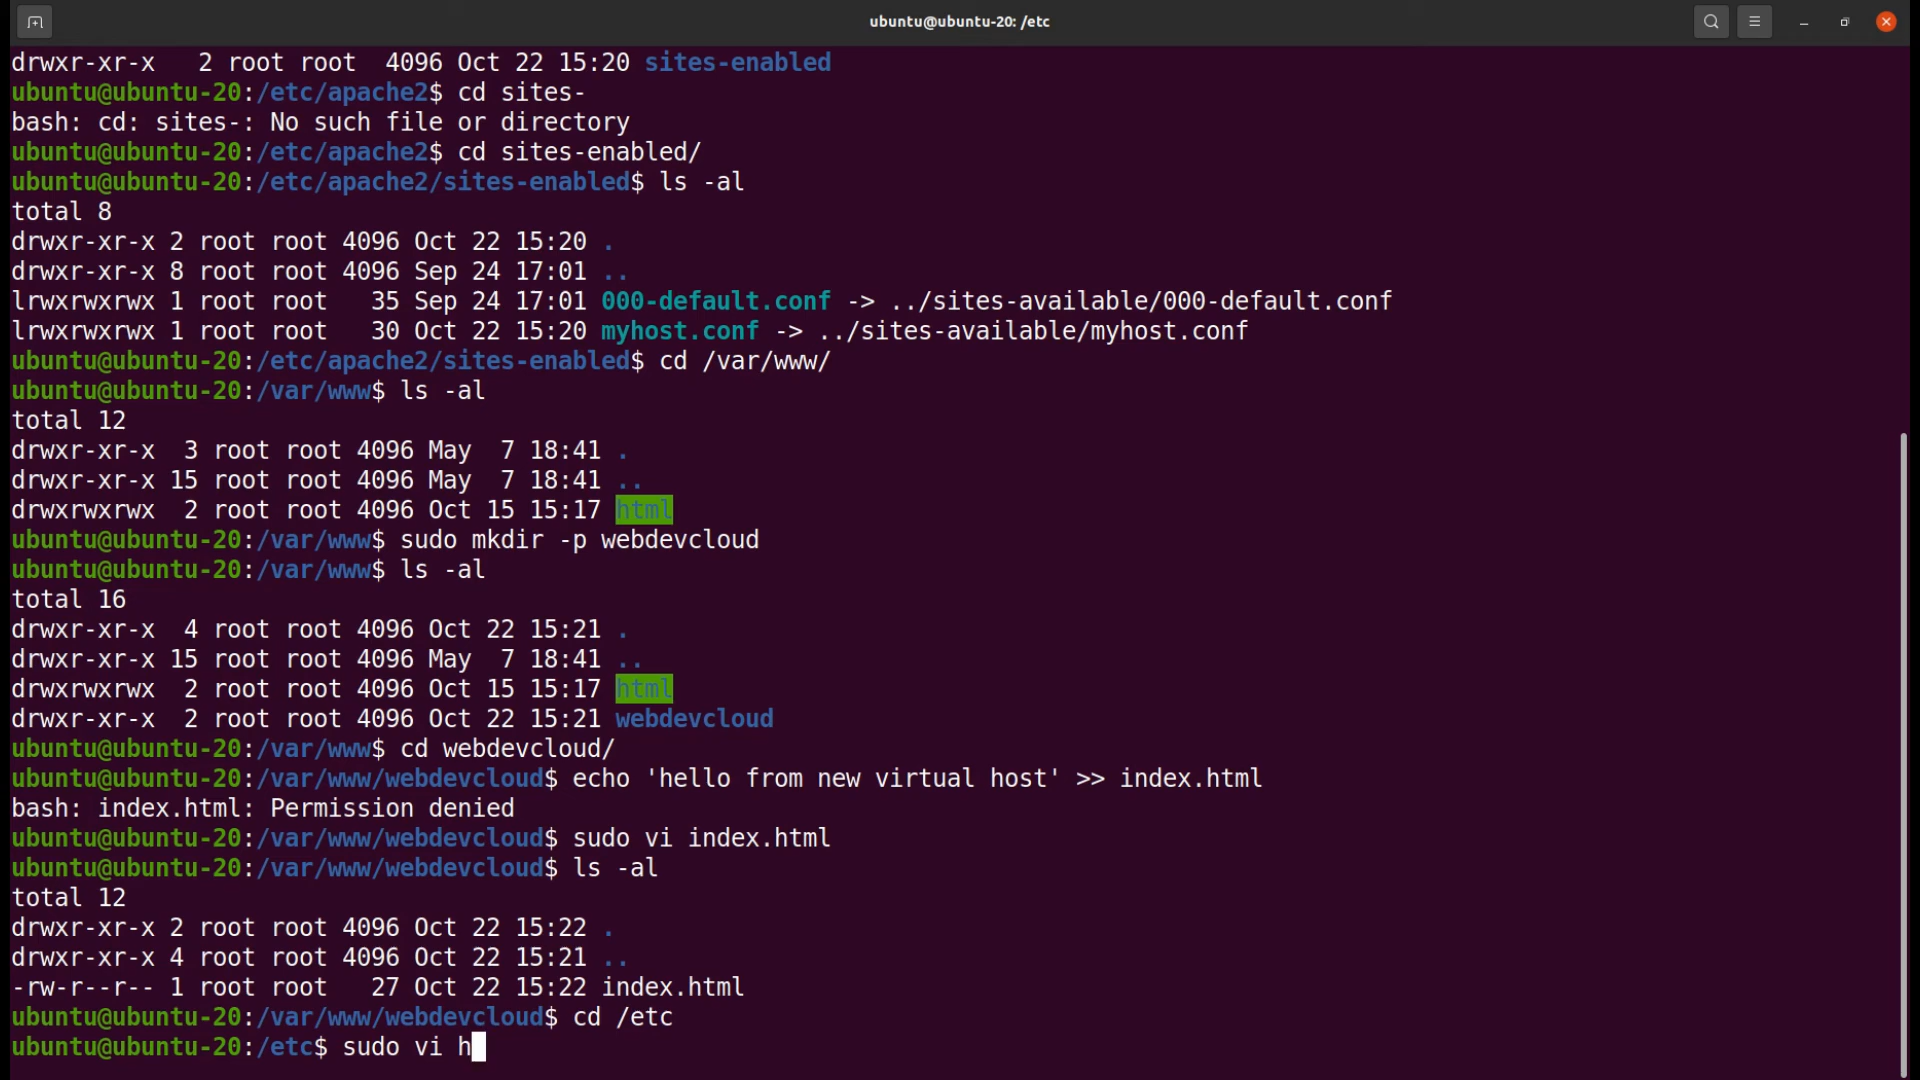 ubuntu@ubuntu-20: /etc
drwxr-xr-x   2 root root  4096 Oct 22 15:20 sites-enabled
ubuntu@ubuntu-20:/etc/apache2$ cd sites-
bash: cd: sites-: No such file or directory
ubuntu@ubuntu-20:/etc/apache2$ cd sites-enabled/
ubuntu@ubuntu-20:/etc/apache2/sites-enabled$ ls -al
total 8
drwxr-xr-x 2 root root 4096 Oct 22 15:20 .
drwxr-xr-x 8 root root 4096 Sep 24 17:01 ..
lrwxrwxrwx 1 root root   35 Sep 24 17:01 000-default.conf -> ../sites-available/000-default.conf
lrwxrwxrwx 1 root root   30 Oct 22 15:20 myhost.conf -> ../sites-available/myhost.conf
ubuntu@ubuntu-20:/etc/apache2/sites-enabled$ cd /var/www/
ubuntu@ubuntu-20:/var/www$ ls -al
total 12
drwxr-xr-x  3 root root 4096 May  7 18:41 .
drwxr-xr-x 15 root root 4096 May  7 18:41 ..
drwxrwxrwx  2 root root 4096 Oct 15 15:17 html
ubuntu@ubuntu-20:/var/www$ sudo mkdir -p webdevcloud
ubuntu@ubuntu-20:/var/www$ ls -al
total 16
drwxr-xr-x  4 root root 4096 Oct 22 15:21 .
drwxr-xr-x 15 root root 4096 May  7 18:41 ..
drwxrwxrwx  2 root root 4096 Oct 15 15:17 html
drwxr-xr-x  2 root root 4096 Oct 22 15:21 webdevcloud
ubuntu@ubuntu-20:/var/www$ cd webdevcloud/
ubuntu@ubuntu-20:/var/www/webdevcloud$ echo 'hello from new virtual host' >> index.html
bash: index.html: Permission denied
ubuntu@ubuntu-20:/var/www/webdevcloud$ sudo vi index.html
ubuntu@ubuntu-20:/var/www/webdevcloud$ ls -al
total 12
drwxr-xr-x 2 root root 4096 Oct 22 15:22 .
drwxr-xr-x 4 root root 4096 Oct 22 15:21 ..
-rw-r--r-- 1 root root   27 Oct 22 15:22 index.html
ubuntu@ubuntu-20:/var/www/webdevcloud$ cd /etc
ubuntu@ubuntu-20:/etc$ sudo vi h